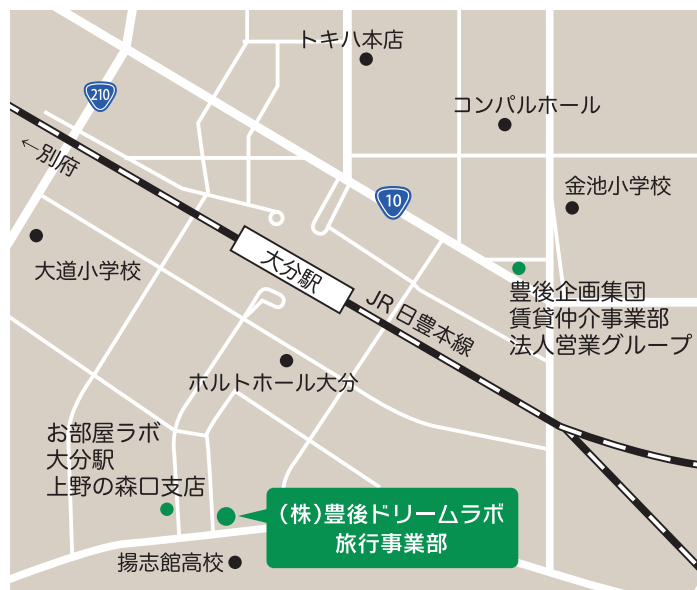 トキハ本店
210
コンパルホール
←別府
金池小学校
10
大道小学校
大分駅
豊後企画集団
賃貸仲介事業部
法人営業グループ
JR日豊本線
ホルトホール大分
お部屋ラボ
大分駅
上野の森口支店
(株)豊後ドリームラボ
旅行事業部
揚志館高校